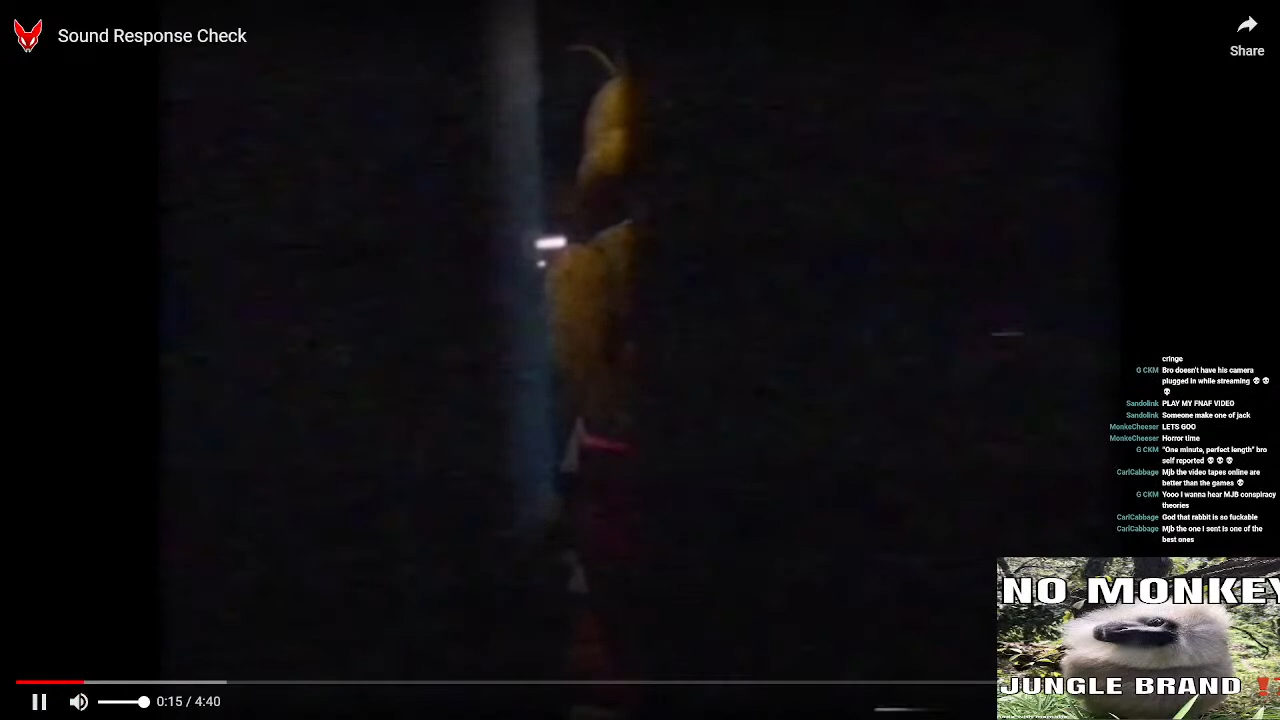 Sound Response Check
Share
cringe
G CKM Bro doesn't have his camera
plugged in while streaming 💀 💀
💀
Sandolink PLAY MY FNAF VIDEO
Sandolink Someone make one of jack
MonkeCheeser LETS GOO
MonkeCheeser Horror time
G CKM "One minute, perfect length" bro
self reported 💀 💀 💀
CarlCabbage Mjb the video tapes online are
better than the games 💀
G CKM Yooo I wanna hear MJB conspiracy
theories
CarlCabbage God that rabbit is so fuckable
CarlCabbage Mjb the one I sent is one of the
best ones
NO MONKEY
JUNGLE BRAND❗
0:15 / 4:40